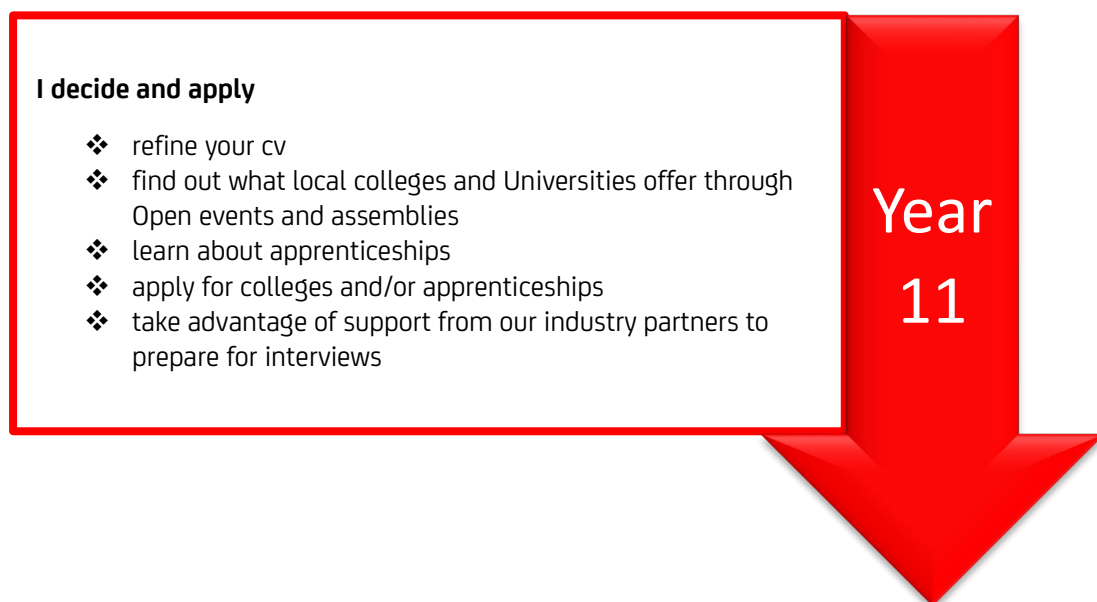 I decide and apply
❖ refine your cv
❖ find out what local colleges and Universities offer through
Open events and assemblies
❖ learn about apprenticeships
❖ apply for colleges and/or apprenticeships
❖ take advantage of support from our industry partners to
prepare for interviews
Year
11